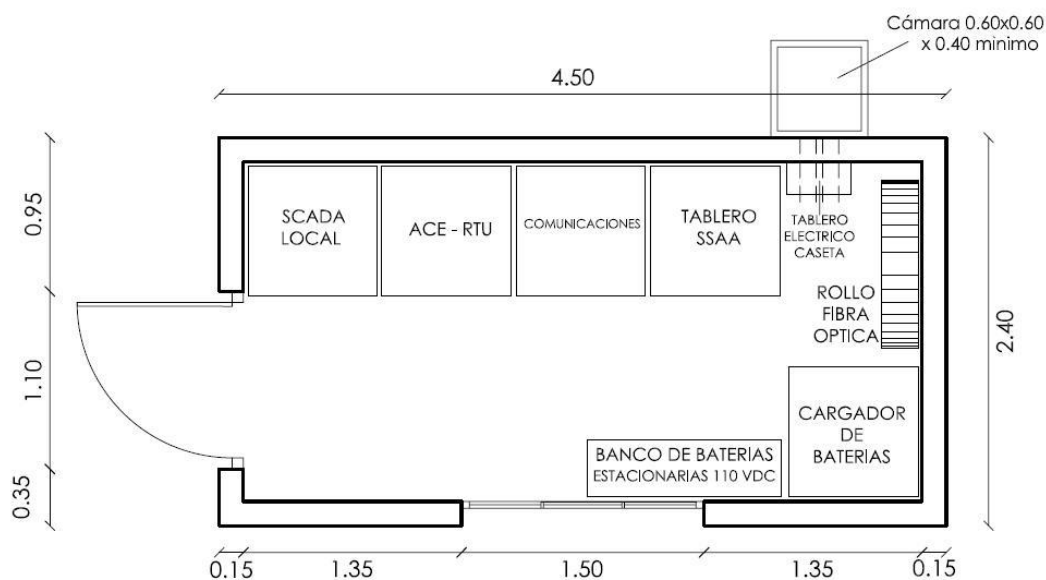 Cámara 0.60x0.60
x 0.40 minimo
4.50
0.95
1.10
0.35
SCADA
LOCAL
ACE - RTU
COMUNICACIONES
TABLERO
SSAA
TABLERO
ELECTRICO
CASETA
ROLLO
FIBRA
OPTICA
2.40
CARGADOR
DE
BATERIAS
BANCO DE BATERIAS
ESTACIONARIAS 110 VDC
0.15
1.35
1.50
1.35
0.15